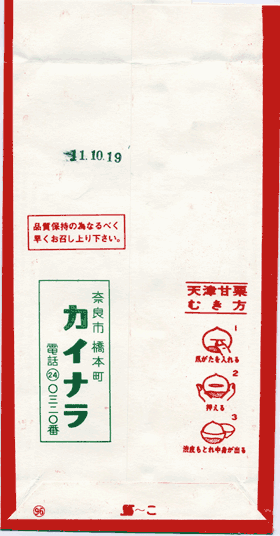 11.10.19
品質保持の為なるべく
早くお召し上り下さい。
天津甘栗
むき方
1
爪がたを入れる
2
押える
3
渋皮もとれ中身が出る
奈良市 橋本町
カイナラ
電話㉔〇三二〇番
96